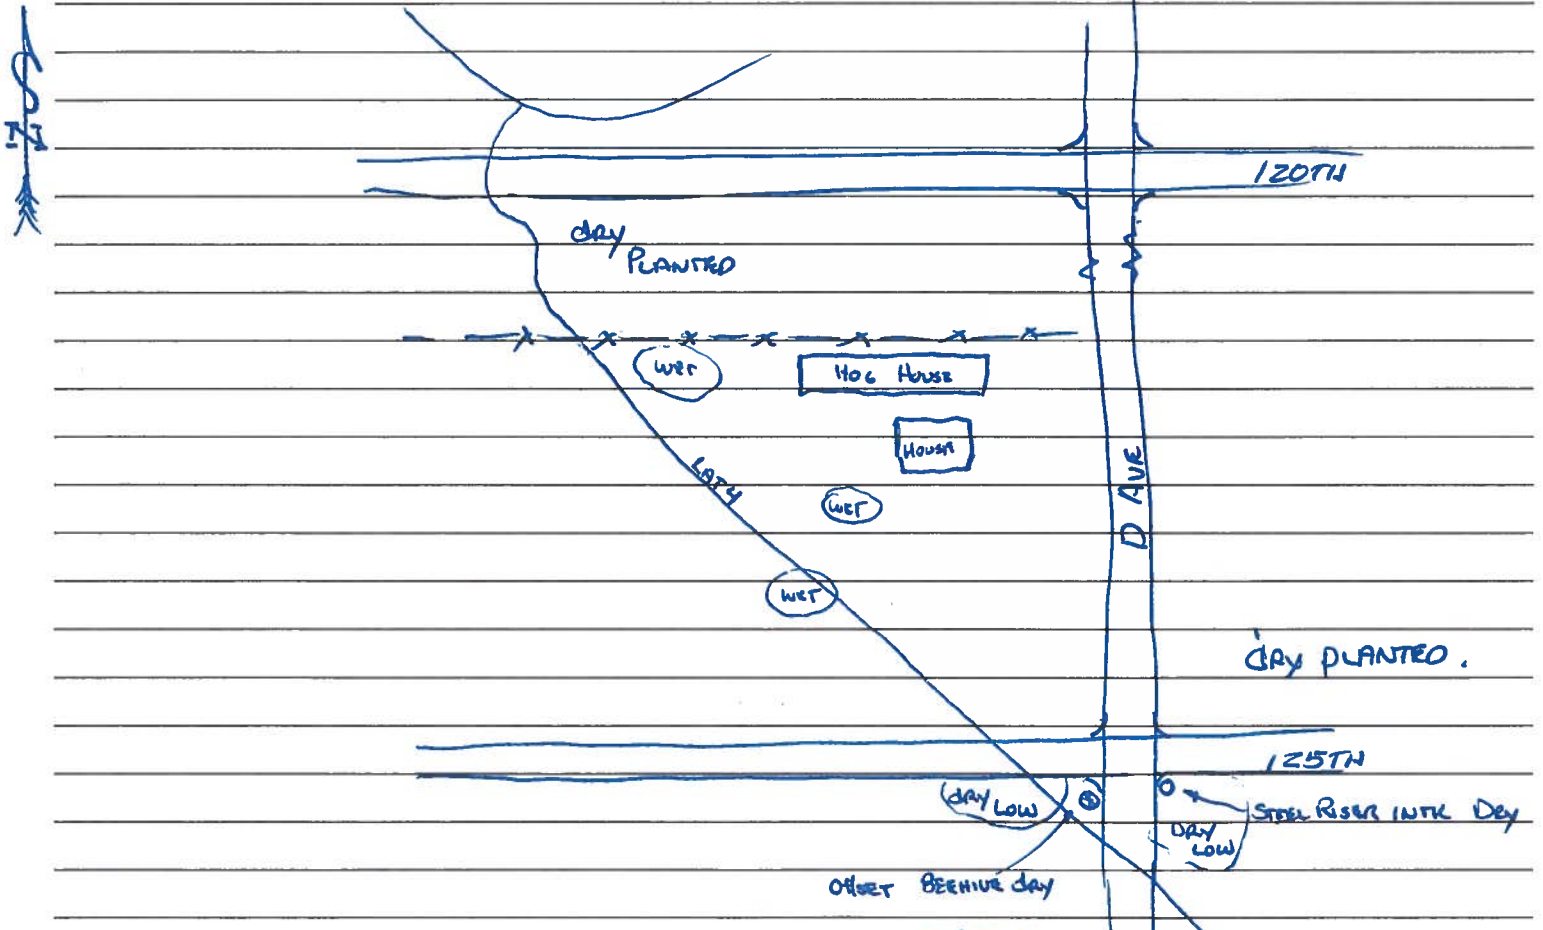 N
120TH
dry
PLANTED
WET
HOG HOUSE
HOUSE
LAT 4
WET
D AVE
WET
dry PLANTED.
125TH
dry LOW
STEEL RISER INTK DRY
DRY
LOW
OffSET BEEHIVE dry